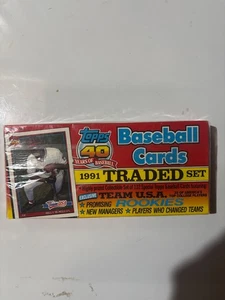 Topps
40
YEARS OF BASEBALL
Baseball
Cards
1991 TRADED SET
TEAM U.S.A.
★ PROMISING ROOKIES
★ NEW MANAGERS ★ PLAYERS WHO CHANGED TEAMS